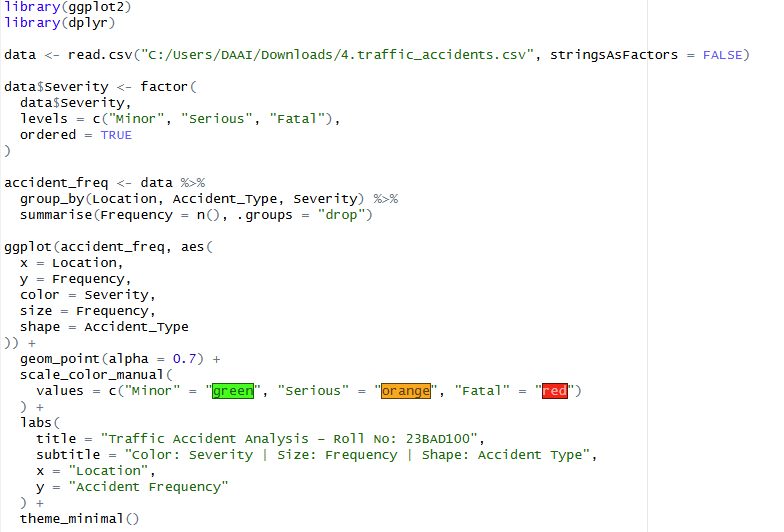 library(ggplot2)
library(dplyr)
data <- read.csv("C:/Users/DAAI/Downloads/4.traffic_accidents.csv", stringsAsFactors = FALSE)
data$Severity <- factor(
  data$Severity,
  levels = c("Minor", "Serious", "Fatal"),
  ordered = TRUE
)
accident_freq <- data %>%
  group_by(Location, Accident_Type, Severity) %>%
  summarise(Frequency = n(), .groups = "drop")
ggplot(accident_freq, aes(
  x = Location,
  y = Frequency,
  color = Severity,
  size = Frequency,
  shape = Accident_Type
)) +
  geom_point(alpha = 0.7) +
  scale_color_manual(
    values = c("Minor" = "green", "Serious" = "orange", "Fatal" = "red")
  ) +
  labs(
    title = "Traffic Accident Analysis – Roll No: 23BAD100",
    subtitle = "Color: Severity | Size: Frequency | Shape: Accident Type",
    x = "Location",
    y = "Accident Frequency"
  ) +
  theme_minimal()